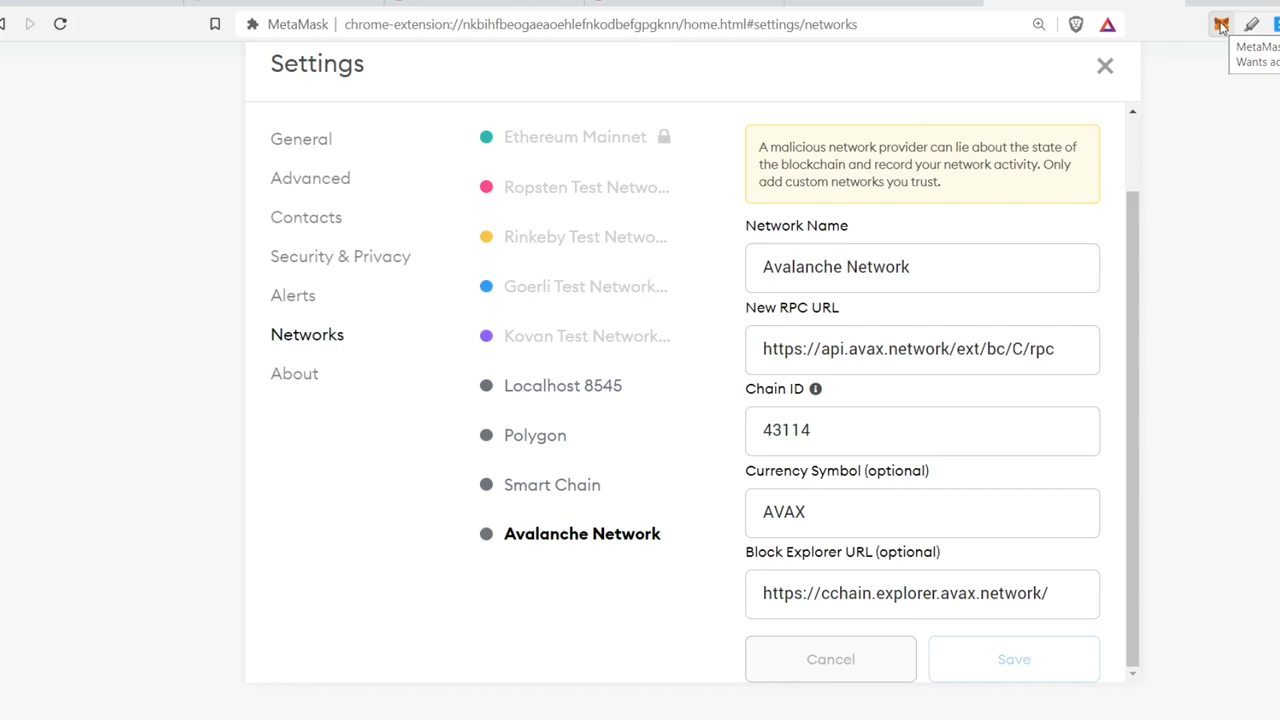 MetaMask
chrome-extension://nkbihfbeogaeaoehlefnkodbefgpgknn/home.html#settings/networks
MetaMas
Wants ac
Settings
General
Advanced
Contacts
Security & Privacy
Alerts
Networks
About
Ethereum Mainnet
Ropsten Test Netwo...
Rinkeby Test Netwo...
Goerli Test Network...
Kovan Test Network...
Localhost 8545
Polygon
Smart Chain
Avalanche Network
A malicious network provider can lie about the state of
the blockchain and record your network activity. Only
add custom networks you trust.
Network Name
Avalanche Network
New RPC URL
https://api.avax.network/ext/bc/C/rpc
Chain ID
43114
Currency Symbol (optional)
AVAX
Block Explorer URL (optional)
https://cchain.explorer.avax.network/
Cancel
Save